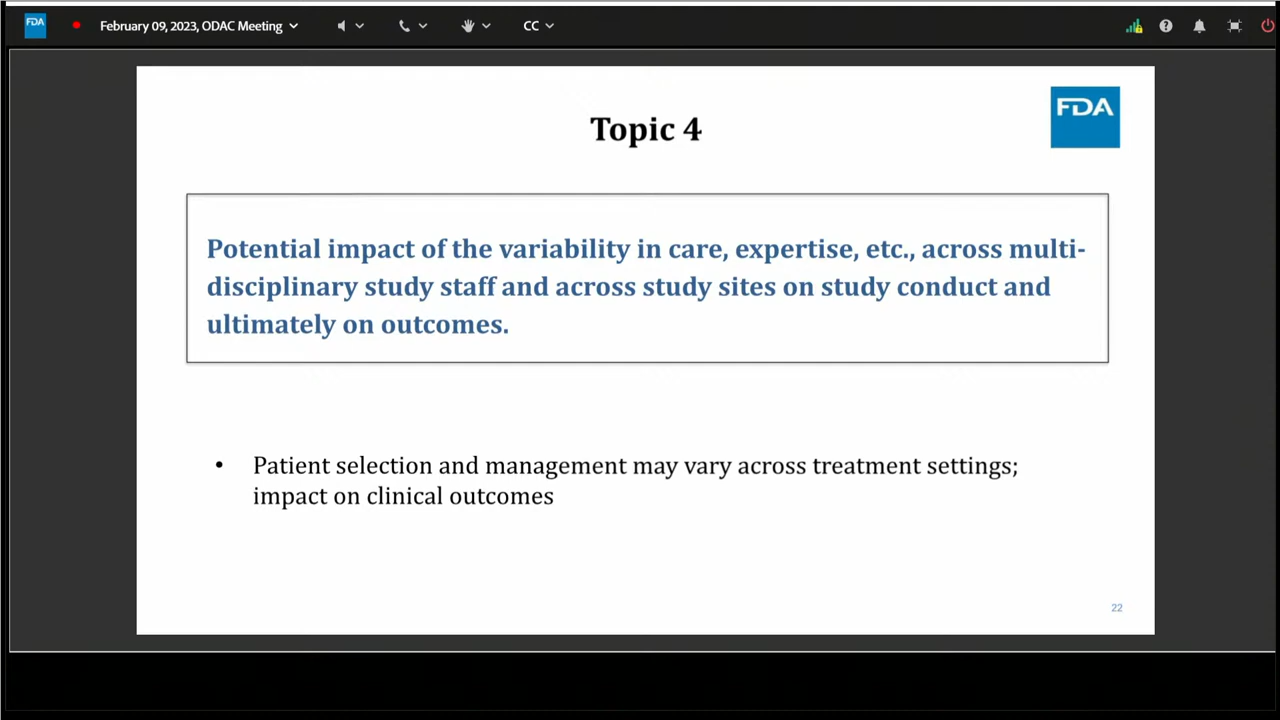 FDA
February 09, 2023, ODAC Meeting
CC
FDA
Topic 4
Potential impact of the variability in care, expertise, etc., across multi-
disciplinary study staff and across study sites on study conduct and
ultimately on outcomes.
• Patient selection and management may vary across treatment settings;
impact on clinical outcomes
22